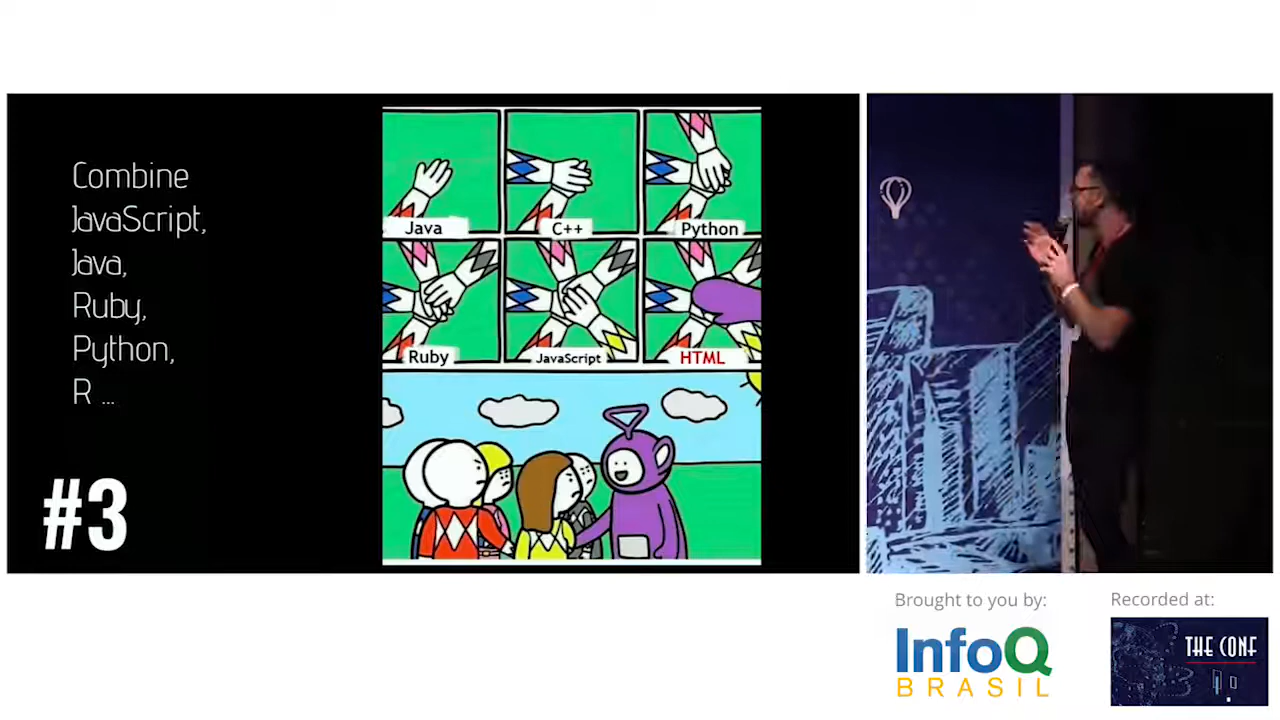 Combine
JavaScript,
Java,
Ruby,
Python,
R ...
#3
Java
C++
Python
Ruby
JavaScript
HTML
Brought to you by:
InfoQ
BRASIL
Recorded at:
THE CONF